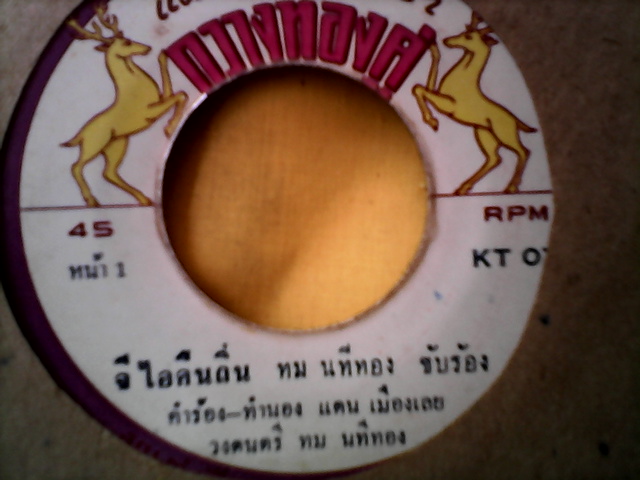 กวางทองคู่
45
RPM
หน้า 1
KT 0
จีไอคืนถิ่น ทม นทีทอง ขับร้อง
คำร้อง-ทำนอง แดน เมืองเลย
วงดนตรี ทม นทีทอง